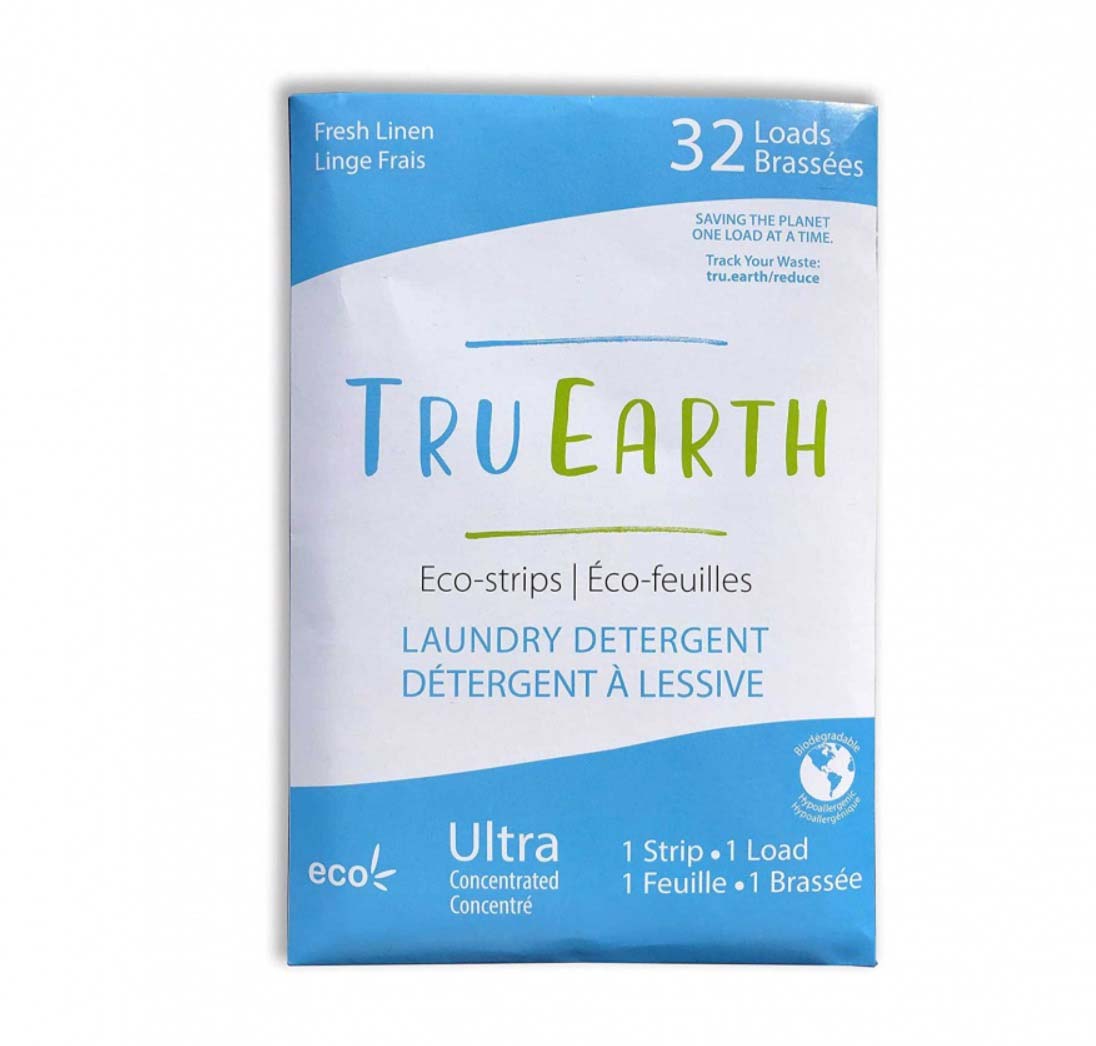 Fresh Linen
Linge Frais
32 Loads
Brassées
SAVING THE PLANET
ONE LOAD AT A TIME.
Track Your Waste:
tru.earth/reduce
TRUEARTH
Eco-strips | Éco-feuilles
LAUNDRY DETERGENT
DÉTERGENT À LESSIVE
Biodégradable
Hypoallergenic
Hypoallergénique
eco
Ultra
Concentrated
Concentré
1 Strip • 1 Load
1 Feuille • 1 Brassée